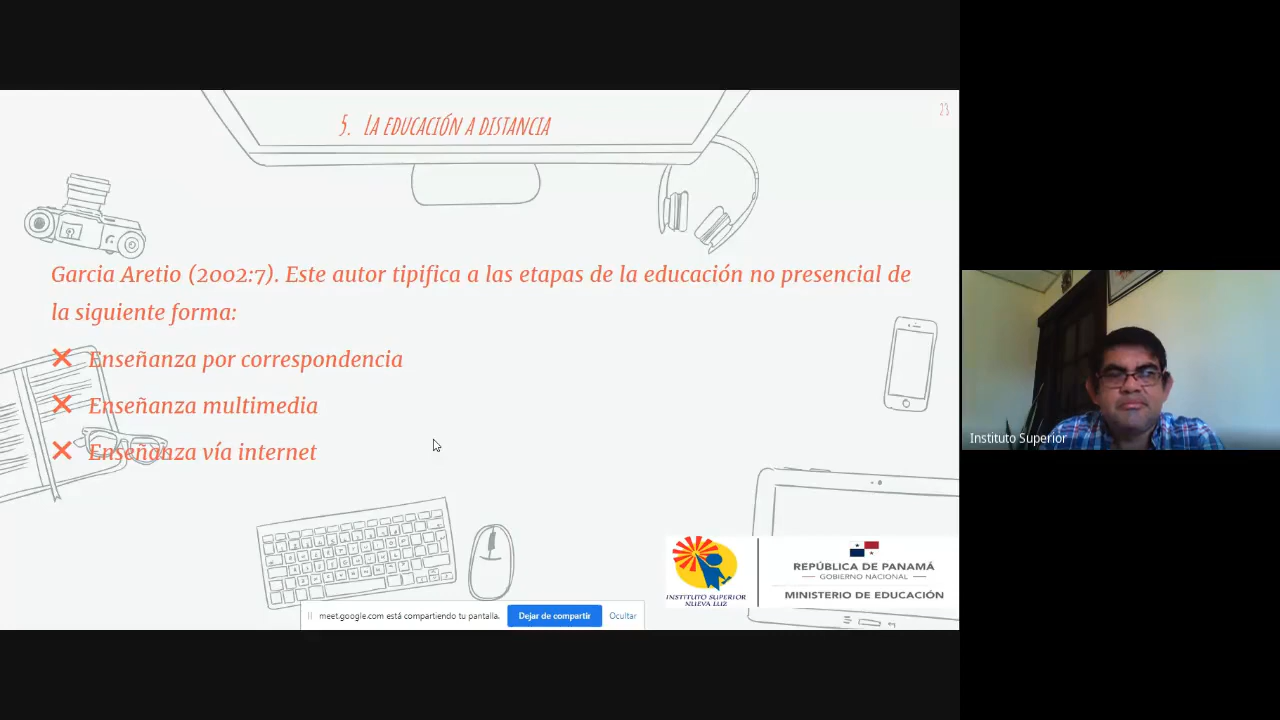 5. La educación a distancia
23
Garcia Aretio (2002:7). Este autor tipifica a las etapas de la educación no presencial de
la siguiente forma:
Enseñanza por correspondencia
Enseñanza multimedia
Enseñanza vía internet
Instituto Superior
INSTITUTO SUPERIOR
NUEVA LUZ
REPÚBLICA DE PANAMÁ
GOBIERNO NACIONAL
MINISTERIO DE EDUCACIÓN
meet.google.com está compartiendo tu pantalla.
Dejar de compartir
Ocultar